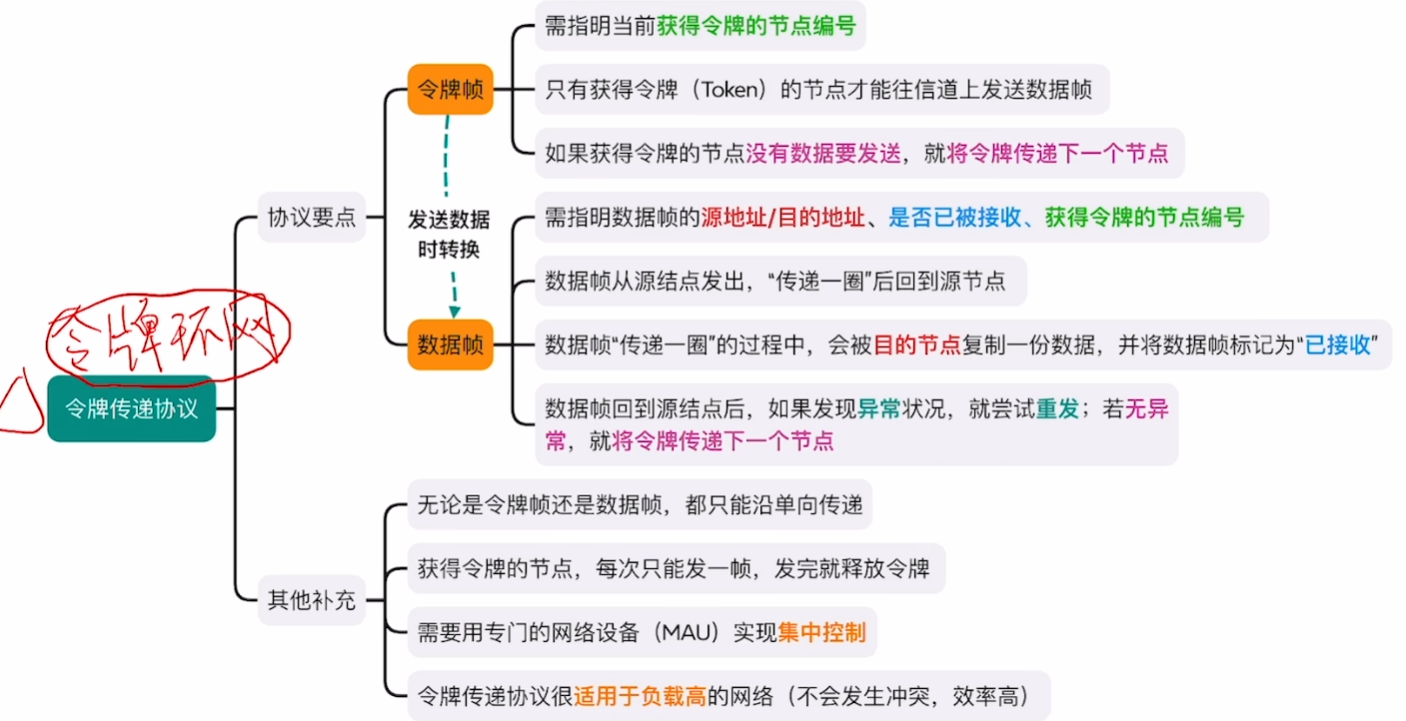 需指明当前获得令牌的节点编号
令牌帧
只有获得令牌（Token）的节点才能往信道上发送数据帧
如果获得令牌的节点没有数据要发送，就将令牌传递下一个节点
协议要点
发送数据
时转换
需指明数据帧的源地址/目的地址、是否已被接收、获得令牌的节点编号
数据帧从源结点发出，“传递一圈”后回到源节点
数据帧
数据帧“传递一圈”的过程中，会被目的节点复制一份数据，并将数据帧标记为“已接收”
数据帧回到源结点后，如果发现异常状况，就尝试重发；若无异
常，就将令牌传递下一个节点
令牌环网
令牌传递协议
其他补充
无论是令牌帧还是数据帧，都只能沿单向传递
获得令牌的节点，每次只能发一帧，发完就释放令牌
需要用专门的网络设备（MAU）实现集中控制
令牌传递协议很适用于负载高的网络（不会发生冲突，效率高）